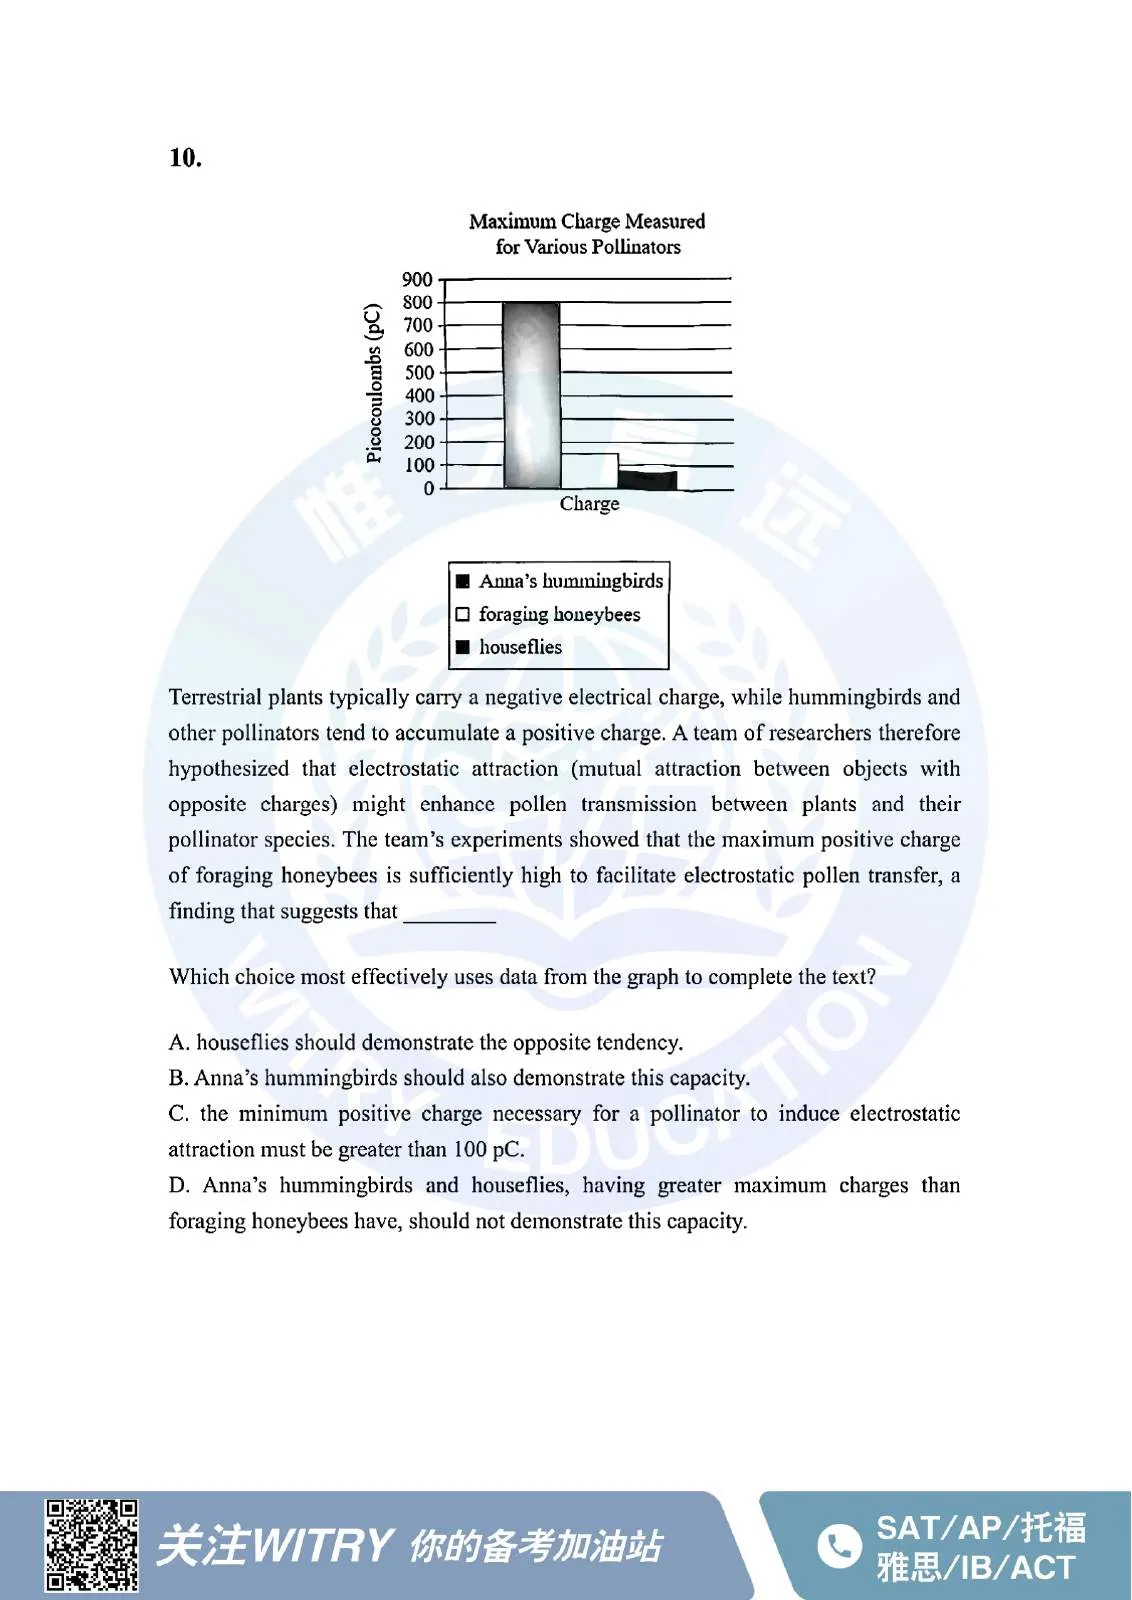 10.
Maximum Charge Measured
for Various Pollinators
900
800
700
600
500
400
300
200
100
0
Picocoulombs (pC)
Charge
Anna's hummingbirds
foraging honeybees
houseflies
Terrestrial plants typically carry a negative electrical charge, while hummingbirds and
other pollinators tend to accumulate a positive charge. A team of researchers therefore
hypothesized that electrostatic attraction (mutual attraction between objects with
opposite charges) might enhance pollen transmission between plants and their
pollinator species. The team's experiments showed that the maximum positive charge
of foraging honeybees is sufficiently high to facilitate electrostatic pollen transfer, a
finding that suggests that ________
Which choice most effectively uses data from the graph to complete the text?
A. houseflies should demonstrate the opposite tendency.
B. Anna's hummingbirds should also demonstrate this capacity.
C. the minimum positive charge necessary for a pollinator to induce electrostatic
attraction must be greater than 100 pC.
D. Anna's hummingbirds and houseflies, having greater maximum charges than
foraging honeybees have, should not demonstrate this capacity.
惟才育远
WITRY EDUCATION
关注WITRY 你的备考加油站
SAT/AP/托福
雅思/IB/ACT